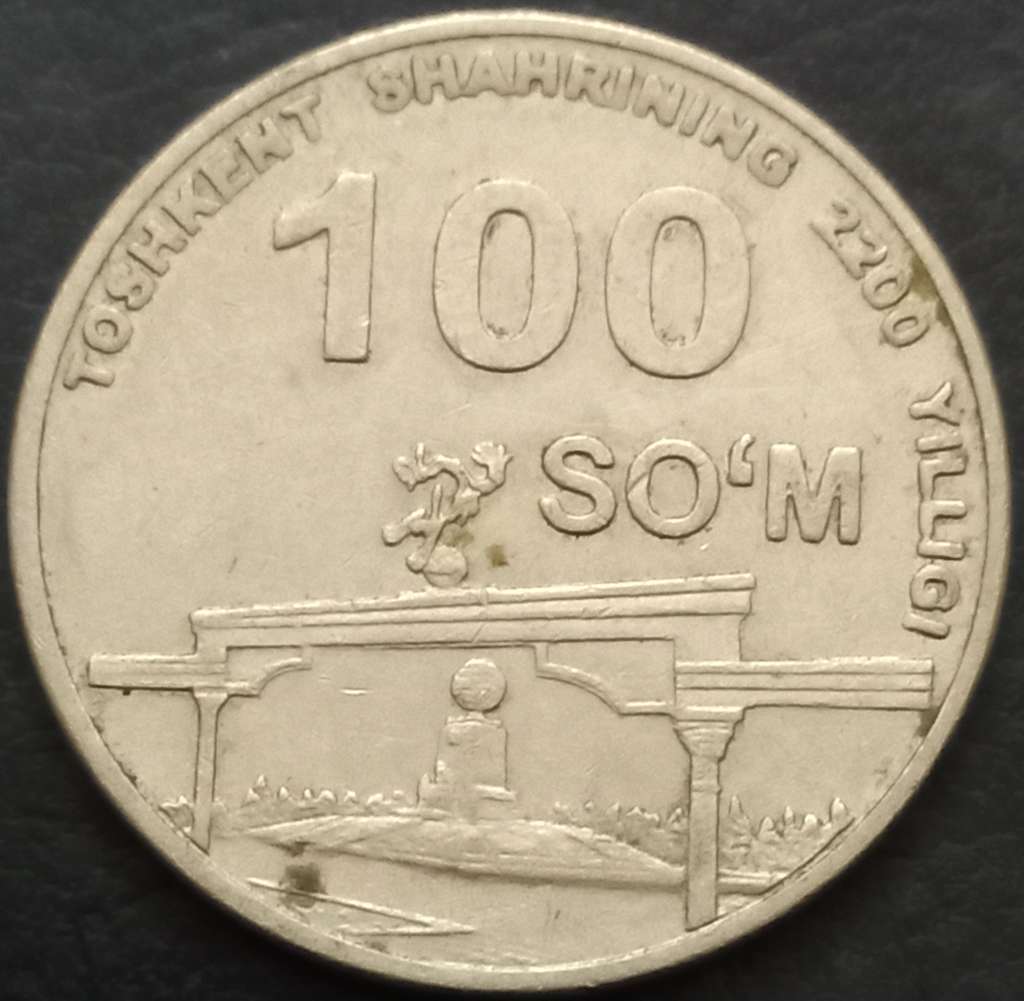 TOSHKENT SHAHRINING 2200 YILLIGI
100
SO‘M